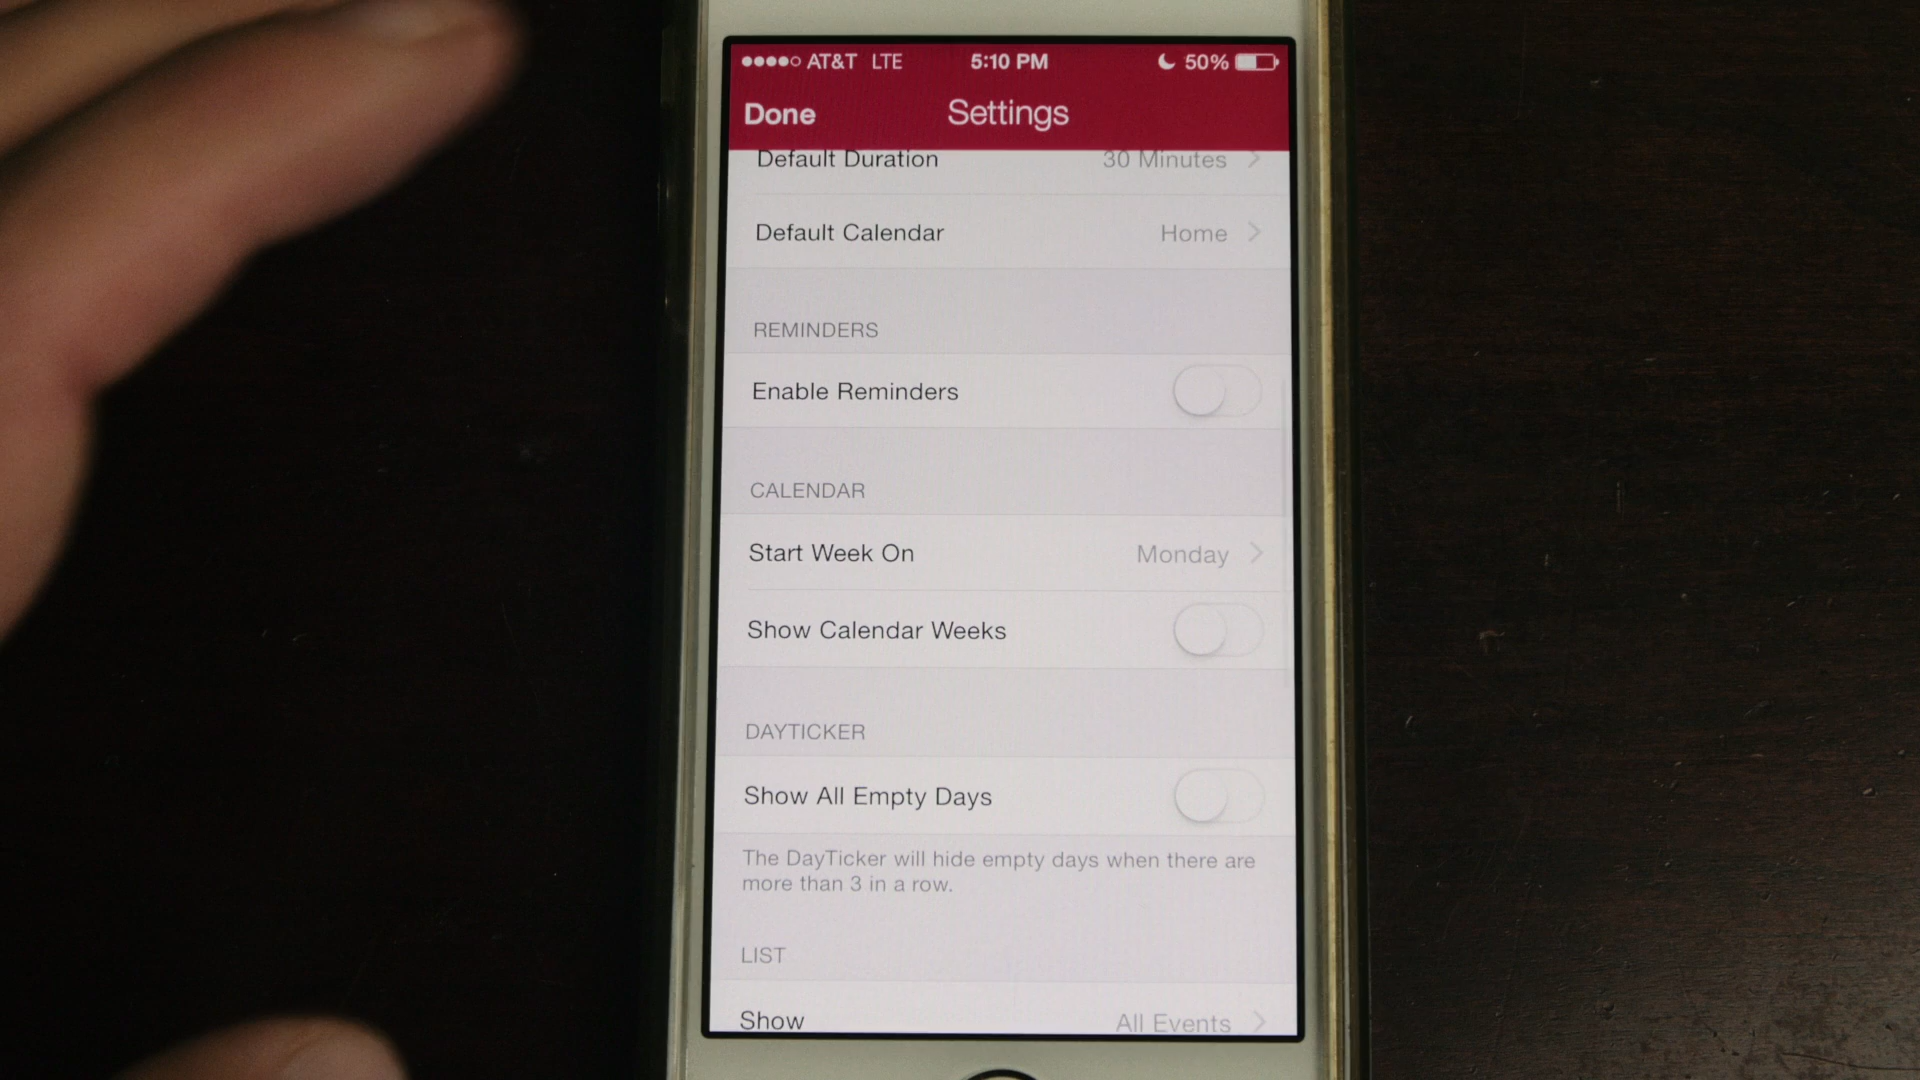 AT&T LTE 5:10 PM 50%
Done Settings
Default Duration 30 Minutes
Default Calendar Home
REMINDERS
Enable Reminders
CALENDAR
Start Week On Monday
Show Calendar Weeks
DAYTICKER
Show All Empty Days
The DayTicker will hide empty days when there are
more than 3 in a row.
LIST
Show All Events